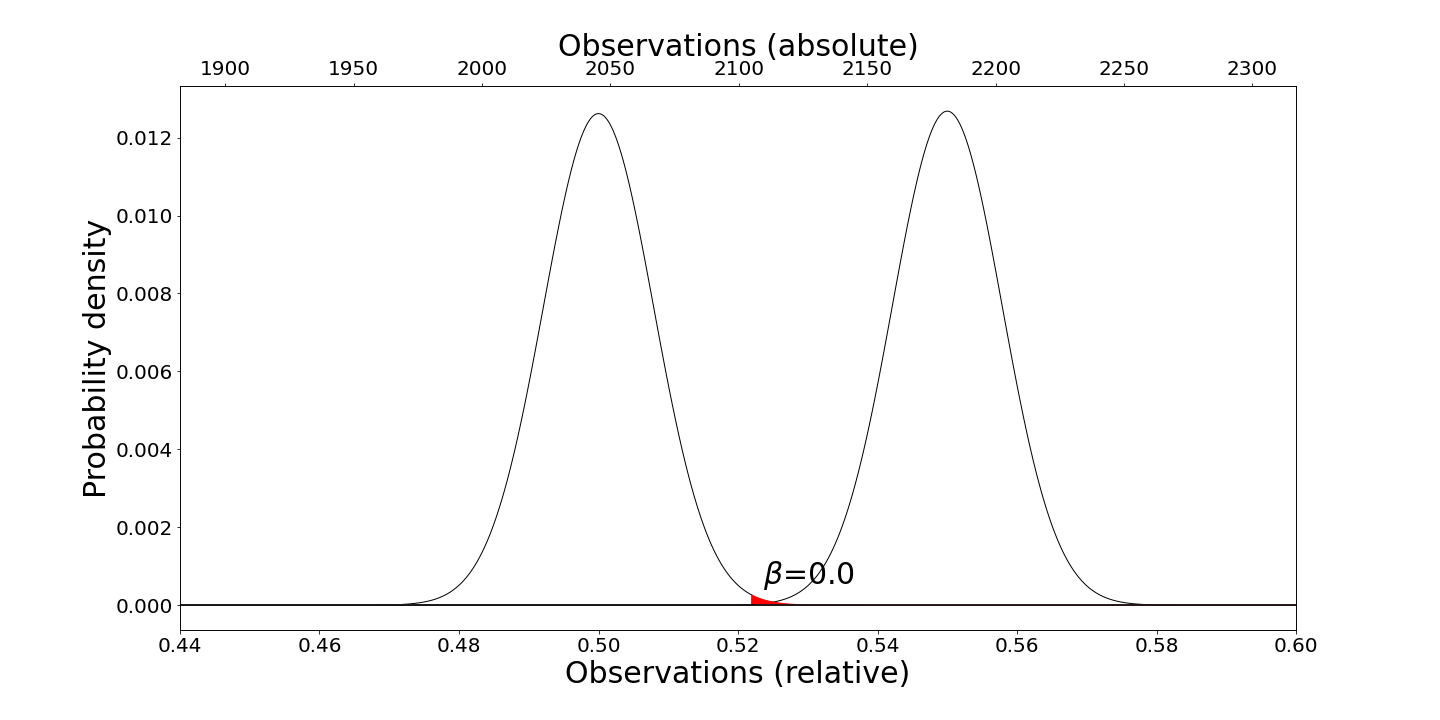 Observations (absolute)
1900 1950 2000 2050 2100 2150 2200 2250 2300
Probability density
0.012
0.010
0.008
0.006
0.004
0.002
0.000
β=0.0
0.44 0.46 0.48 0.50 0.52 0.54 0.56 0.58 0.60
Observations (relative)